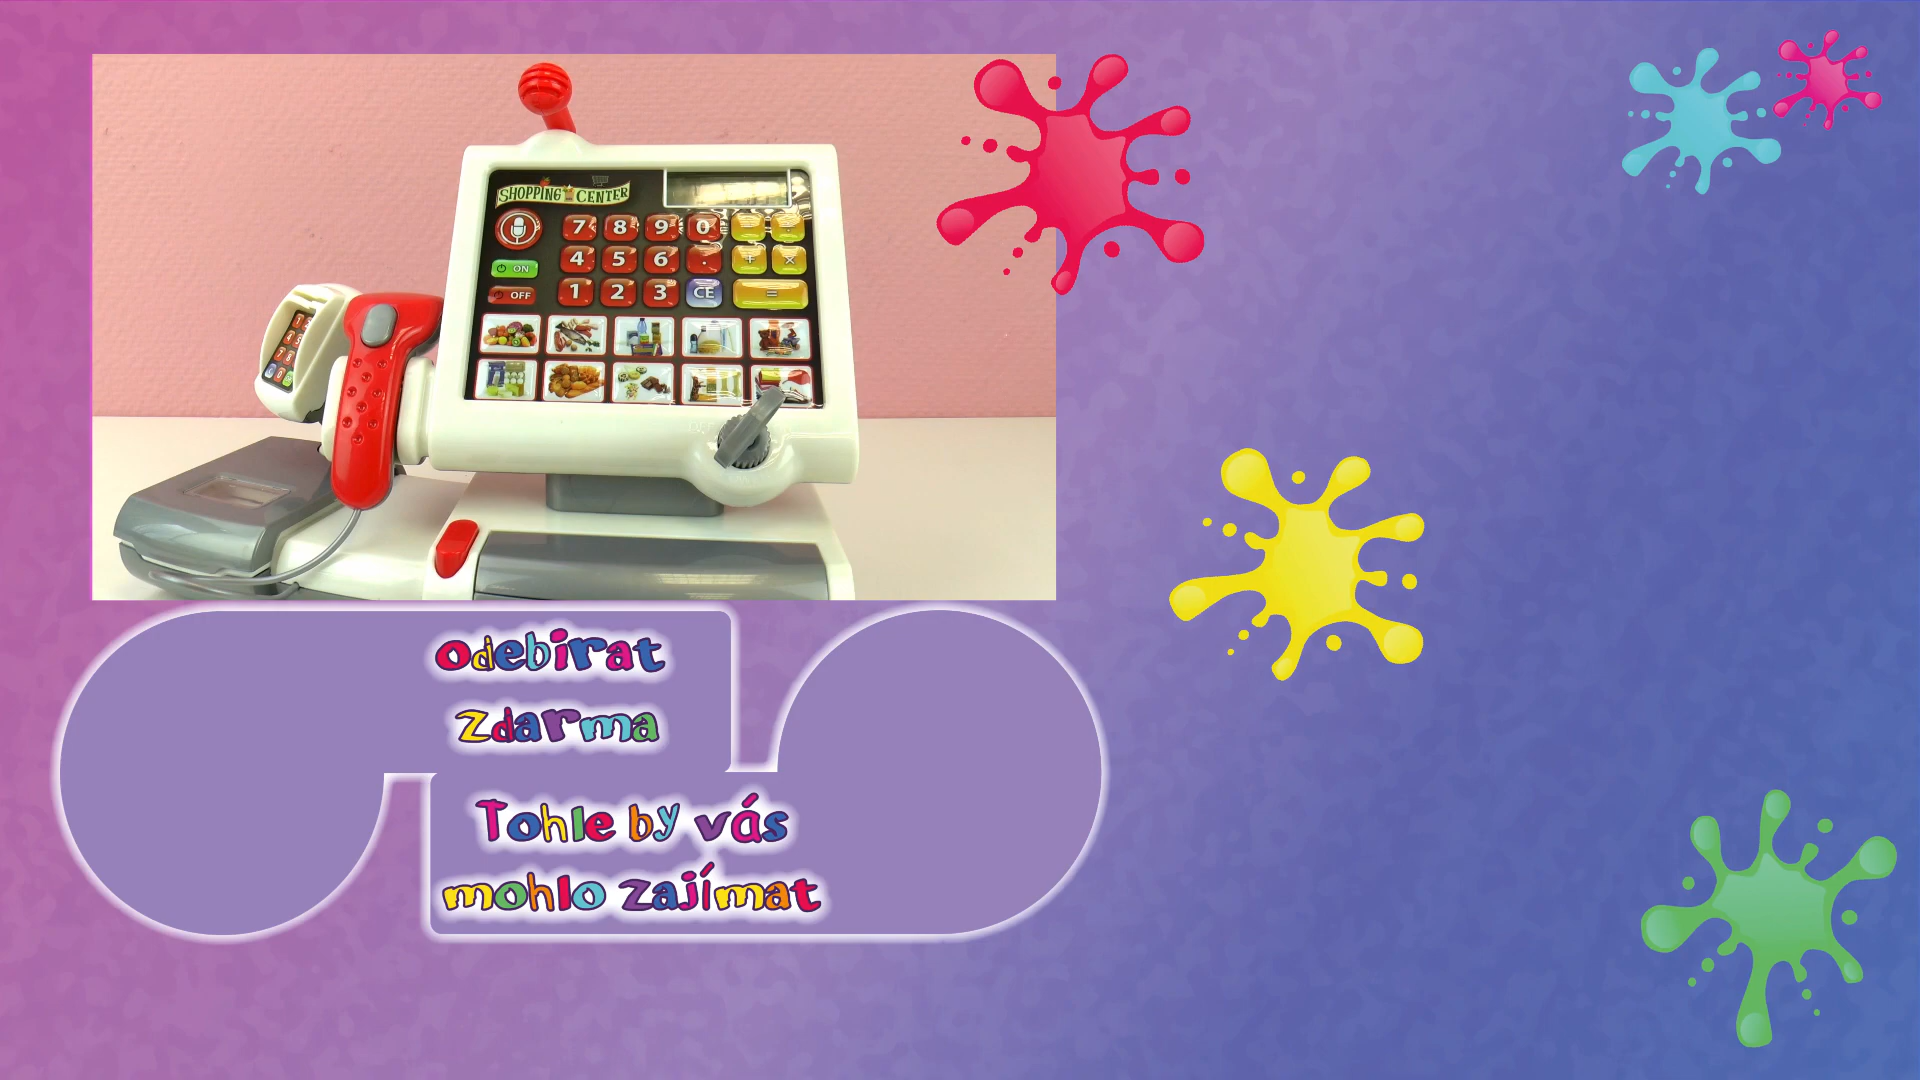 SHOPPING CENTER
7 8 9 0 ÷
ON 4 5 6 . + ×
OFF 1 2 3 CE =
odebirat
zdarma
Tohle by vás
mohlo zajímat